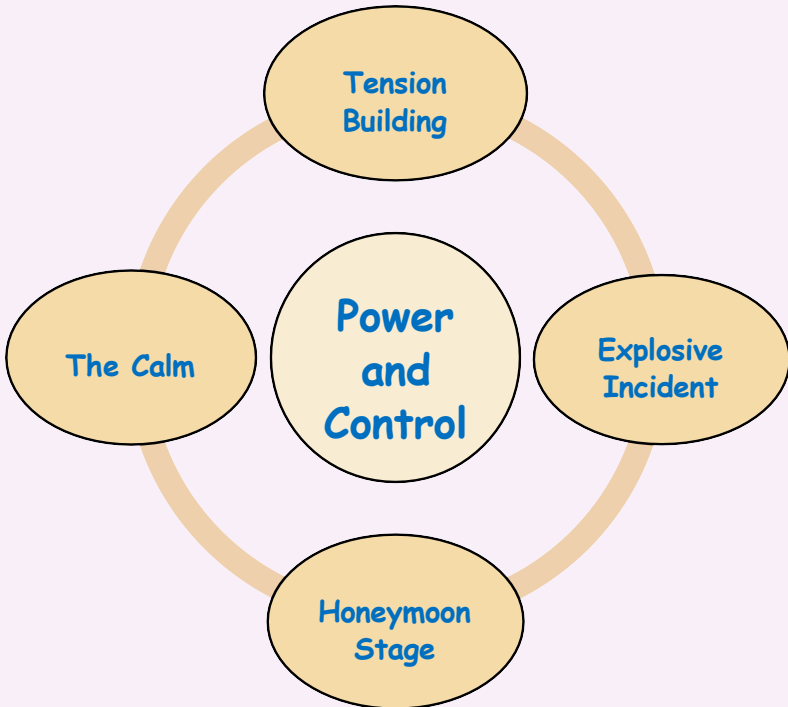 Tension
Building
Power
and
Control
The Calm
Explosive
Incident
Honeymoon
Stage